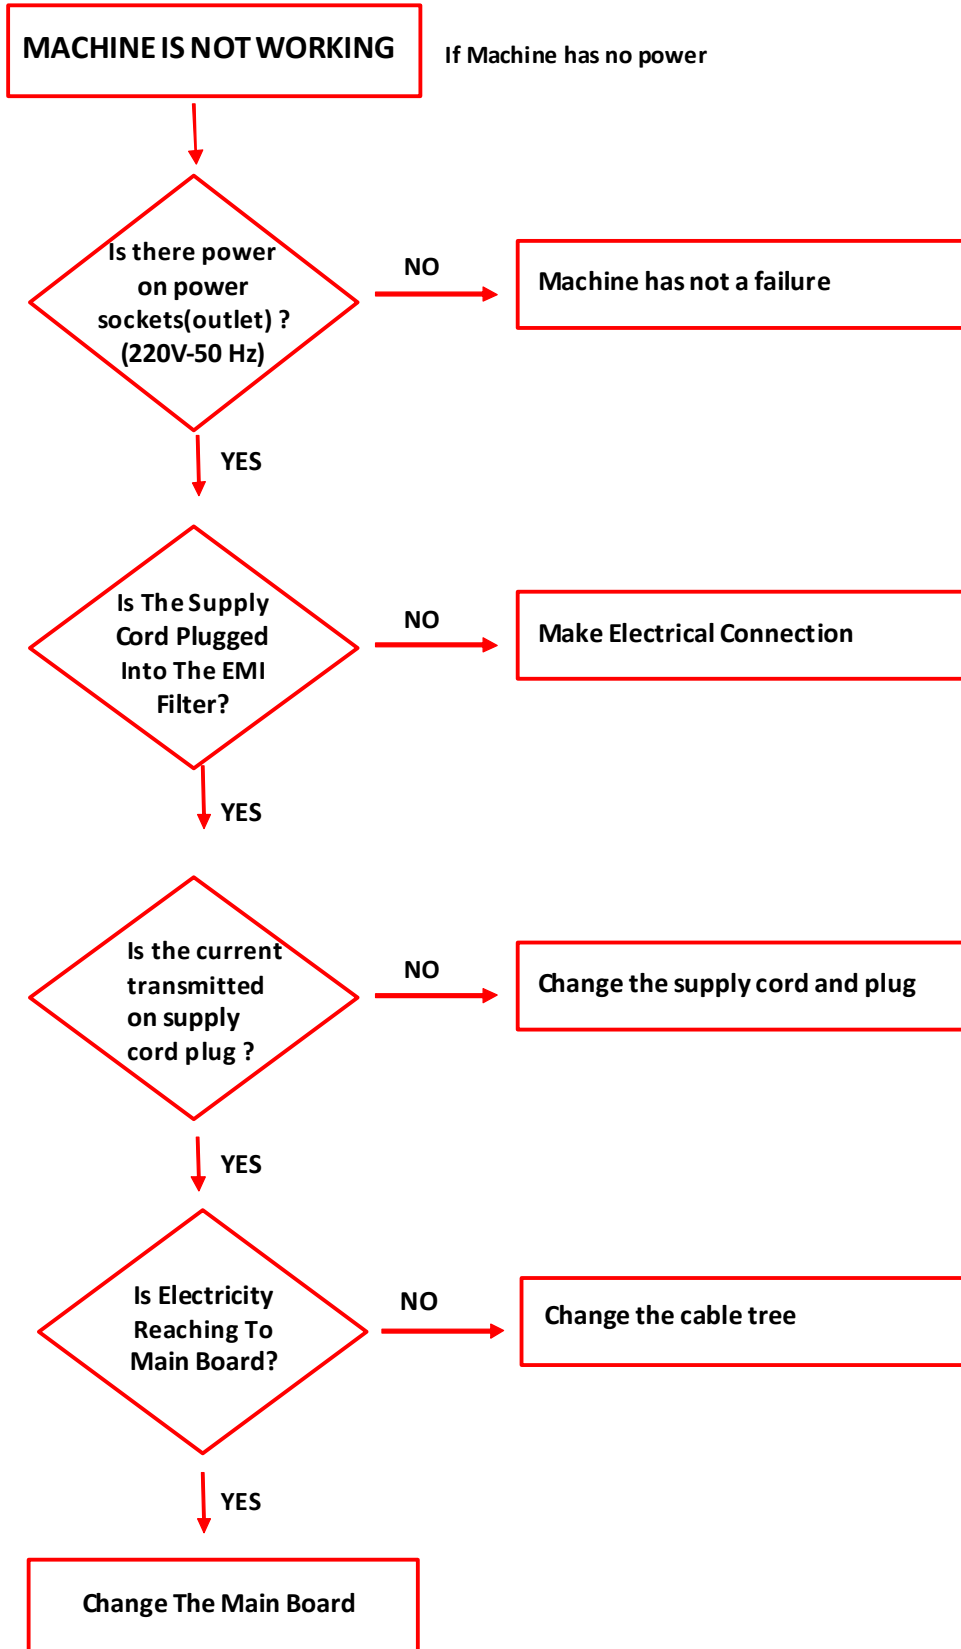 MACHINE IS NOT WORKING
If Machine has no power
Is there power
on power
sockets(outlet) ?
(220V-50 Hz)
NO
Machine has not a failure
YES
Is The Supply
Cord Plugged
Into The EMI
Filter?
NO
Make Electrical Connection
YES
Is the current
transmitted
on supply
cord plug ?
NO
Change the supply cord and plug
YES
Is Electricity
Reaching To
Main Board?
NO
Change the cable tree
YES
Change The Main Board